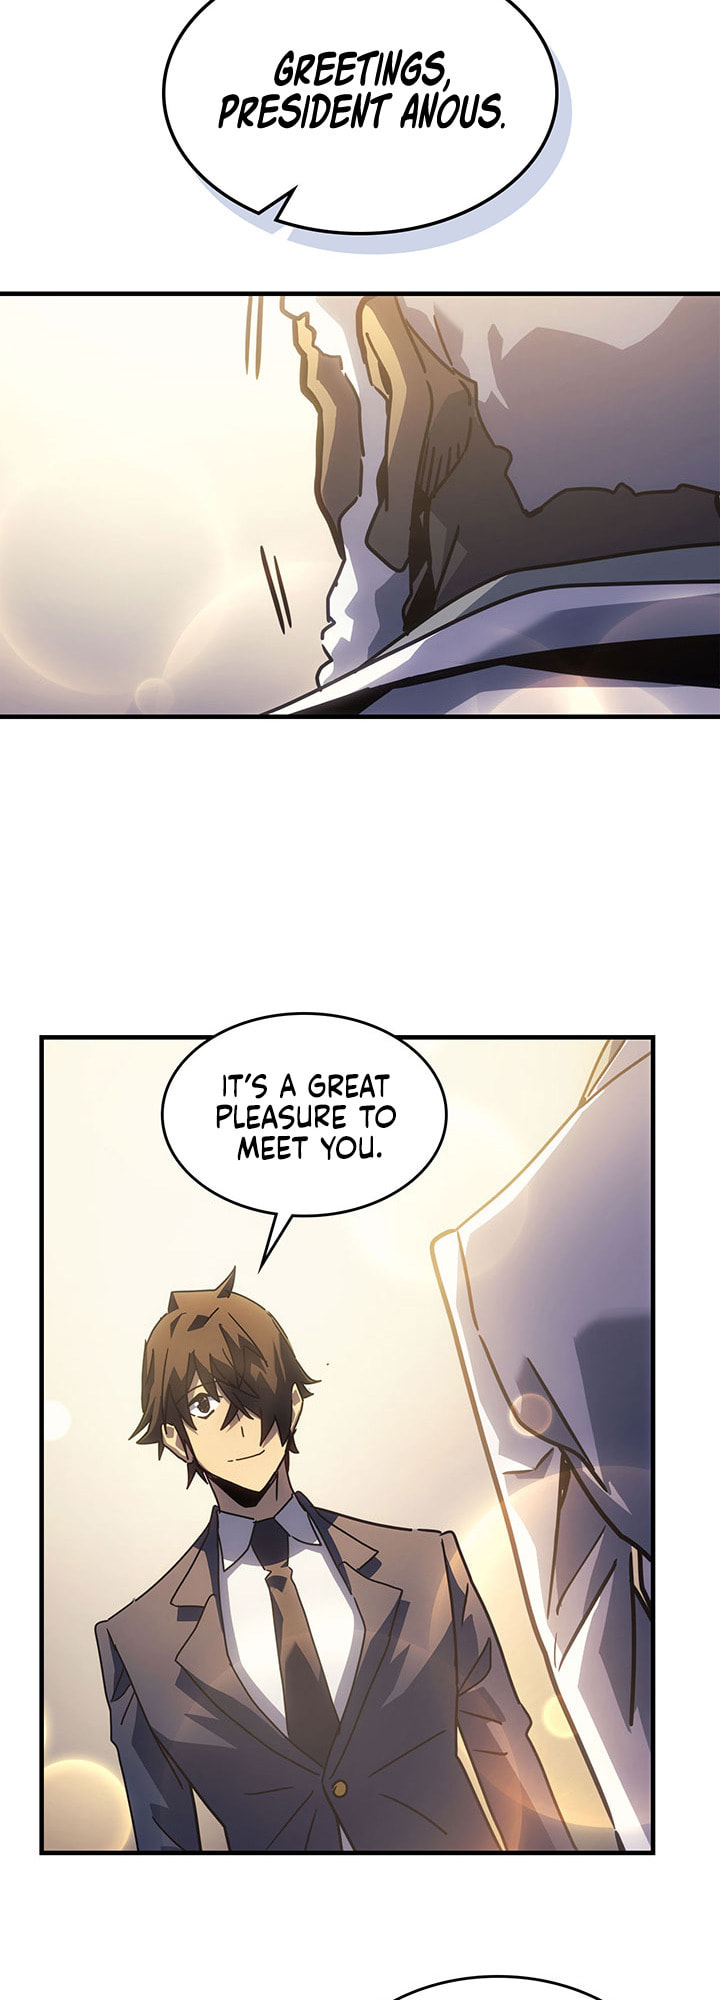 GREETINGS,
PRESIDENT ANOUS.
IT'S A GREAT
PLEASURE TO
MEET YOU.